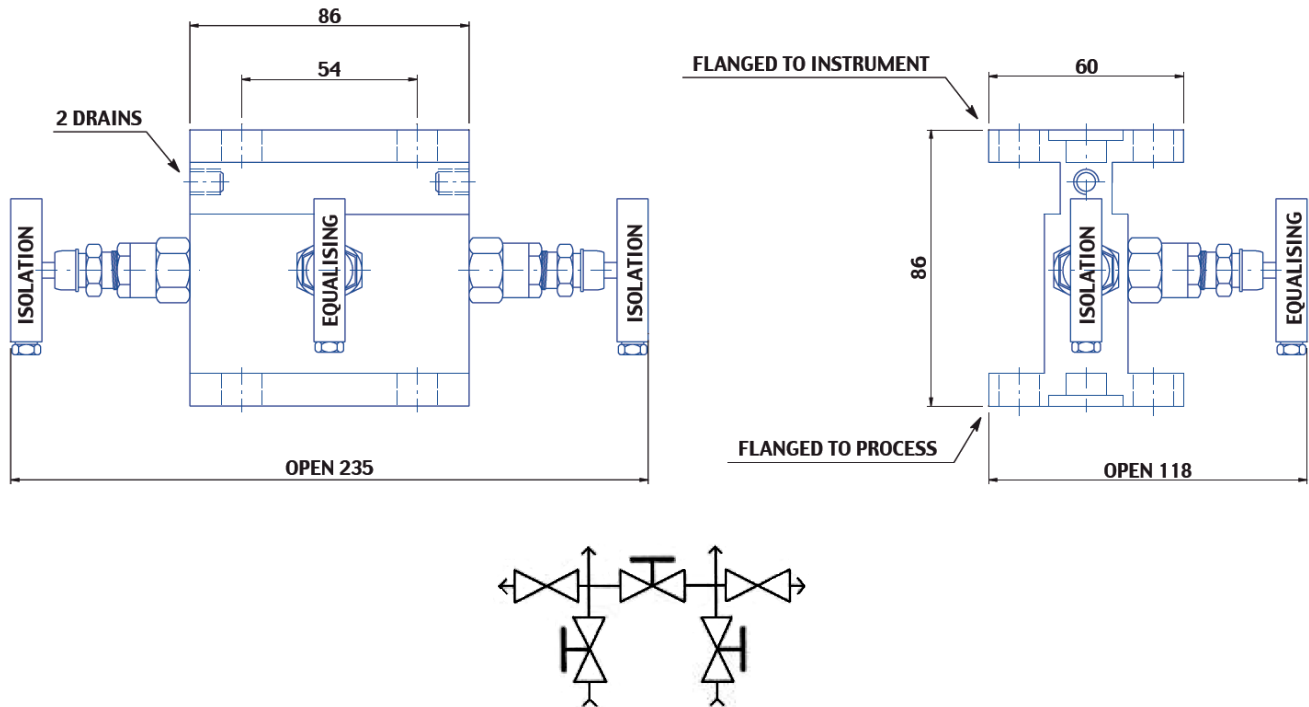 86
54
2 DRAINS
ISOLATION
EQUALISING
ISOLATION
OPEN 235
FLANGED TO INSTRUMENT
60
86
ISOLATION
EQUALISING
FLANGED TO PROCESS
OPEN 118